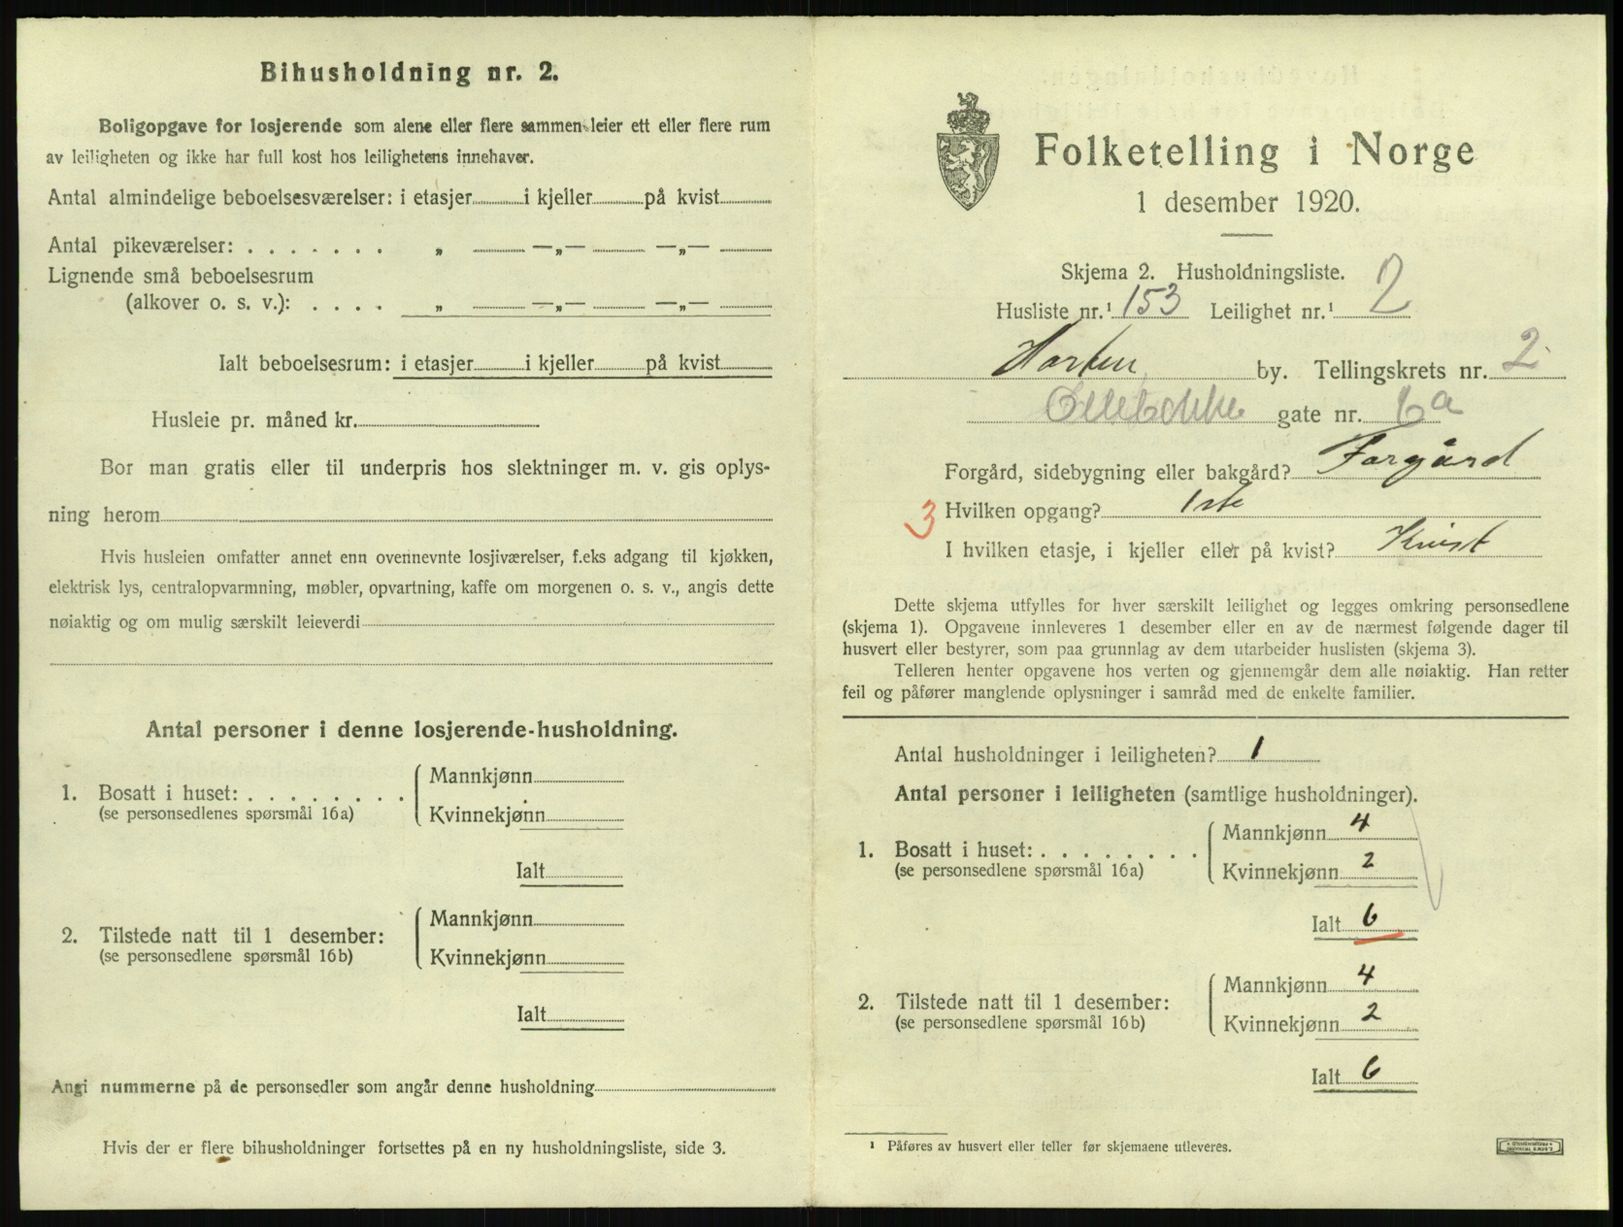 Bihusholdning nr. 2.
Boligopgave for losjerende som alene eller flere sammen leier ett eller flere rum
av leiligheten og ikke har full kost hos leilighetens innehaver.
Antal almindelige beboelsesværelser: i etasjer i kjeller på kvist
Antal pikeværelser: . . . . . . . „ —„— —„—
Lignende små beboelsesrum
(alkover o. s. v.): . . . . „ —„— —„—
Ialt beboelsesrum: i etasjer i kjeller på kvist
Husleie pr. måned kr.
Bor man gratis eller til underpris hos slektninger m. v. gis oplys-
ning herom
Hvis husleien omfatter annet enn ovennevnte losjiværelser, f.eks adgang til kjøkken,
elektrisk lys, centralopvarmning, møbler, opvartning, kaffe om morgenen o. s. v., angis dette
nøiaktig og om mulig særskilt leieverdi
Antal personer i denne losjerende-husholdning.
Mannkjønn
1. Bosatt i huset: . . . . . . . .
(se personsedlenes spørsmål 16a)
Kvinnekjønn
Ialt
Mannkjønn
2. Tilstede natt til 1 desember:
(se personsedlene spørsmål 16b)
Kvinnekjønn
Ialt
Angi nummerne på de personsedler som angår denne husholdning
Hvis der er flere bihusholdninger fortsettes på en ny husholdningsliste, side 3.
Folketelling i Norge
1 desember 1920.
Skjema 2. Husholdningsliste.
Husliste nr.¹ 153 Leilighet nr.¹ 2
Horten by. Tellingskrets nr. 2
gate nr. 6a
Forgård, sidebygning eller bakgård? Forgård
3 Hvilken opgang? 1ste
I hvilken etasje, i kjeller eller på kvist? Kvist
Dette skjema utfylles for hver særskilt leilighet og legges omkring personsedlene
(skjema 1). Opgavene innleveres 1 desember eller en av de nærmest følgende dager til
husvert eller bestyrer, som paa grunnlag av dem utarbeider huslisten (skjema 3).
Telleren henter opgavene hos verten og gjennemgår dem alle nøiaktig. Han retter
feil og påfører manglende oplysninger i samråd med de enkelte familier.
Antal husholdninger i leiligheten? 1
Antal personer i leiligheten (samtlige husholdninger).
Mannkjønn 4
1. Bosatt i huset: . . . . . . . .
(se personsedlene spørsmål 16a)
Kvinnekjønn 2
Ialt 6
Mannkjønn 4
2. Tilstede natt til 1 desember:
(se personsedlene spørsmål 16b)
Kvinnekjønn 2
Ialt 6
¹ Påføres av husvert eller teller før skjemaene utleveres.